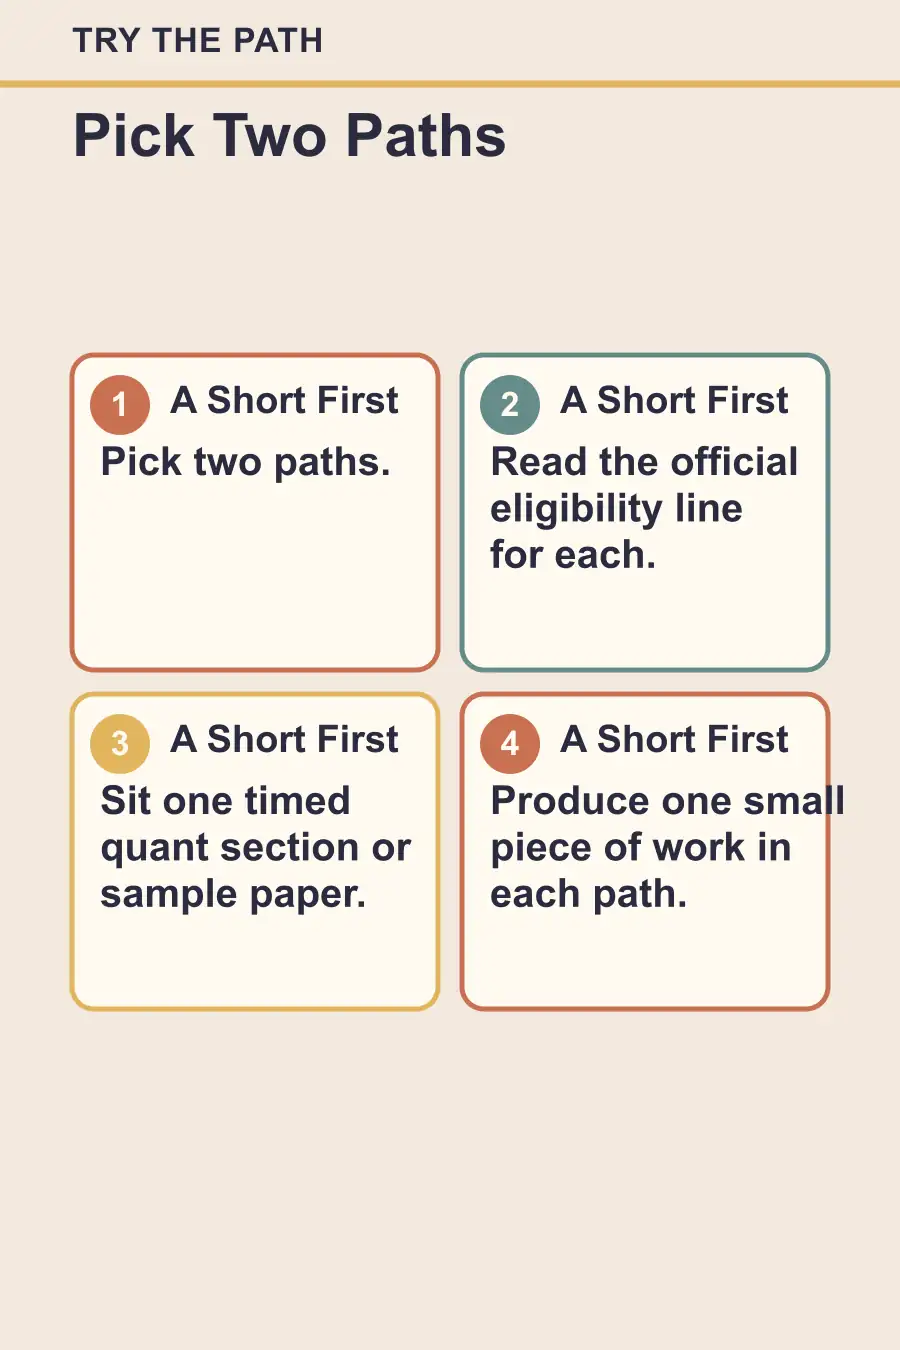 TRY THE PATH
Pick Two Paths
1 A Short First
Pick two paths.
2 A Short First
Read the official
eligibility line
for each.
3 A Short First
Sit one timed
quant section or
sample paper.
4 A Short First
Produce one small
piece of work in
each path.